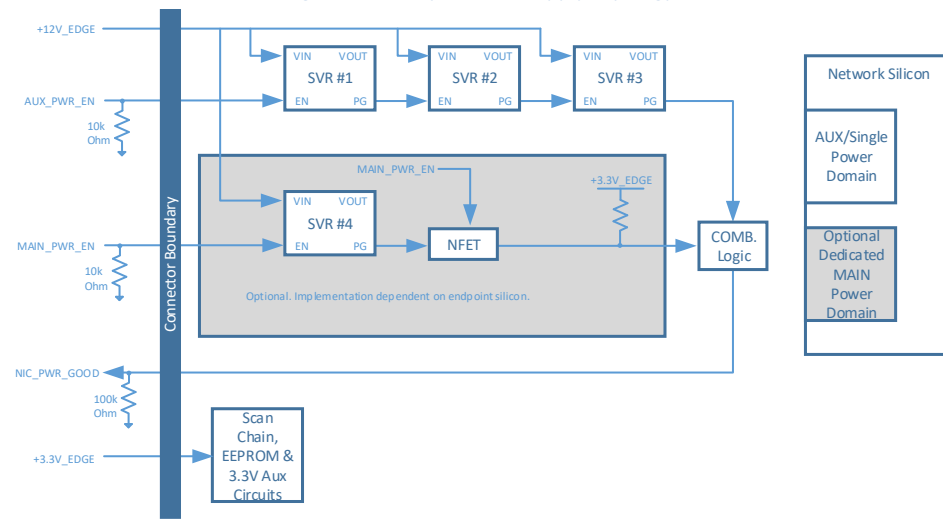 +12V_EDGE
VIN VOUT
SVR #1
EN PG
VIN VOUT
SVR #2
EN PG
VIN VOUT
SVR #3
EN PG
Network Silicon
AUX_PWR_EN
10k
Ohm
AUX/Single
Power
Domain
MAIN_PWR_EN
+3.3V_EDGE
VIN VOUT
SVR #4
EN PG
NFET
COMB.
Logic
Optional
Dedicated
MAIN
Power
Domain
MAIN_PWR_EN
10k
Ohm
Optional. Implementation dependent on endpoint silicon.
Connector Boundary
NIC_PWR_GOOD
100k
Ohm
Scan
Chain,
EEPROM &
3.3V Aux
Circuits
+3.3V_EDGE